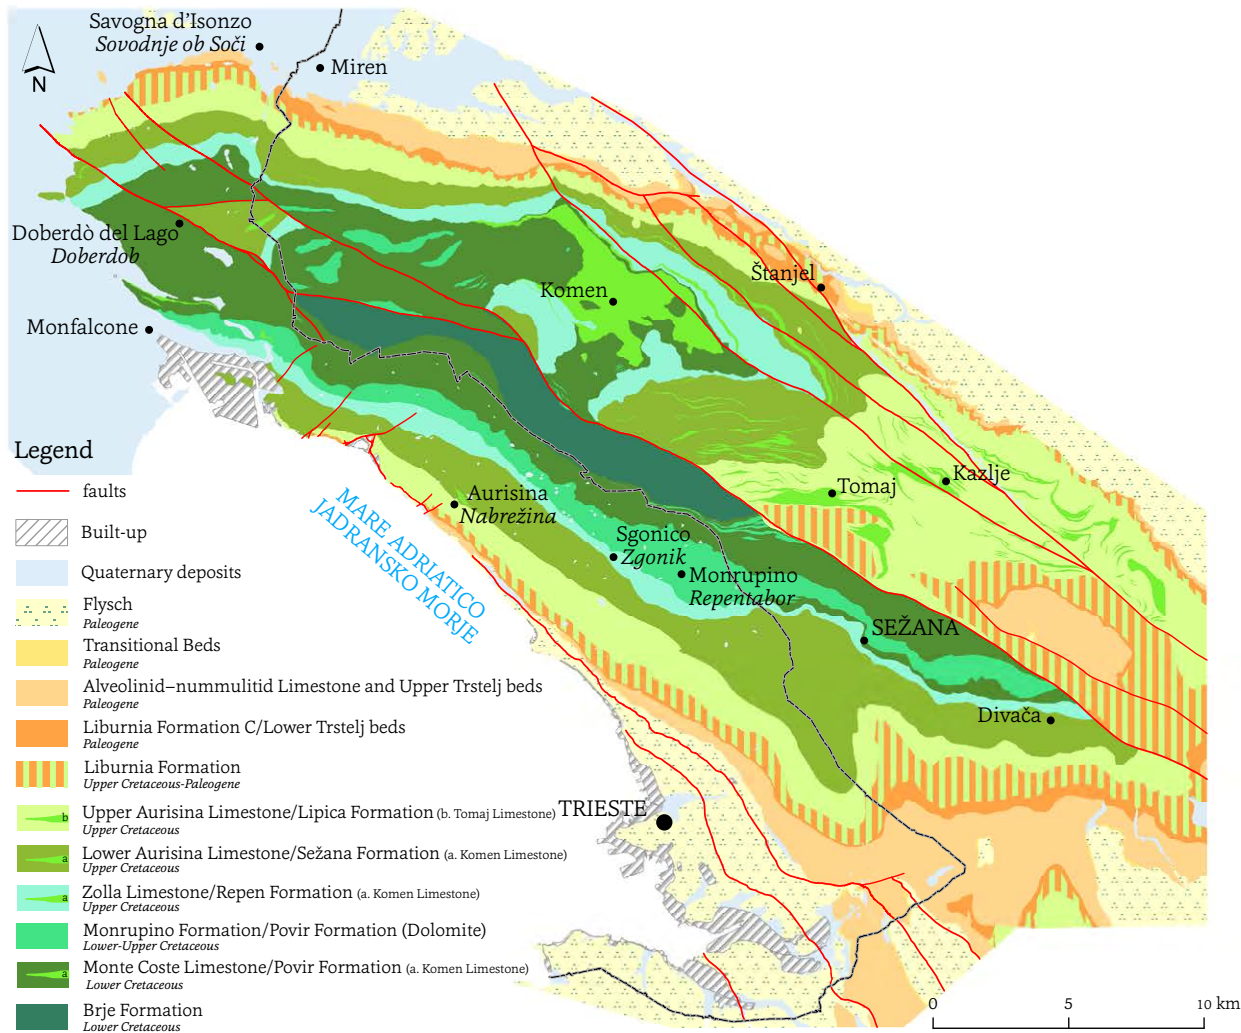 Savogna d'Isonzo
Sovodnje ob Soči
Miren
N
Doberdò del Lago
Doberdob
Štanjel
Komen
Monfalcone
Legend
faults
Built-up
Quaternary deposits
Flysch
Paleogene
Transitional Beds
Paleogene
Alveolinid–nummulitid Limestone and Upper Trstelj beds
Paleogene
Liburnia Formation C/Lower Trstelj beds
Paleogene
Liburnia Formation
Upper Cretaceous-Paleogene
b
Upper Aurisina Limestone/Lipica Formation (b. Tomaj Limestone)
Upper Cretaceous
a
Lower Aurisina Limestone/Sežana Formation (a. Komen Limestone)
Upper Cretaceous
a
Zolla Limestone/Repen Formation (a. Komen Limestone)
Upper Cretaceous
Monrupino Formation/Povir Formation (Dolomite)
Lower-Upper Cretaceous
a
Monte Coste Limestone/Povir Formation (a. Komen Limestone)
Lower Cretaceous
Brje Formation
Lower Cretaceous
Tomaj
Kazlje
Aurisina
Nabrežina
MARE ADRIATICO
JADRANSKO MORJE
Sgonico
Zgonik
Monrupino
Repentabor
SEŽANA
Divača
TRIESTE
0 5 10 km